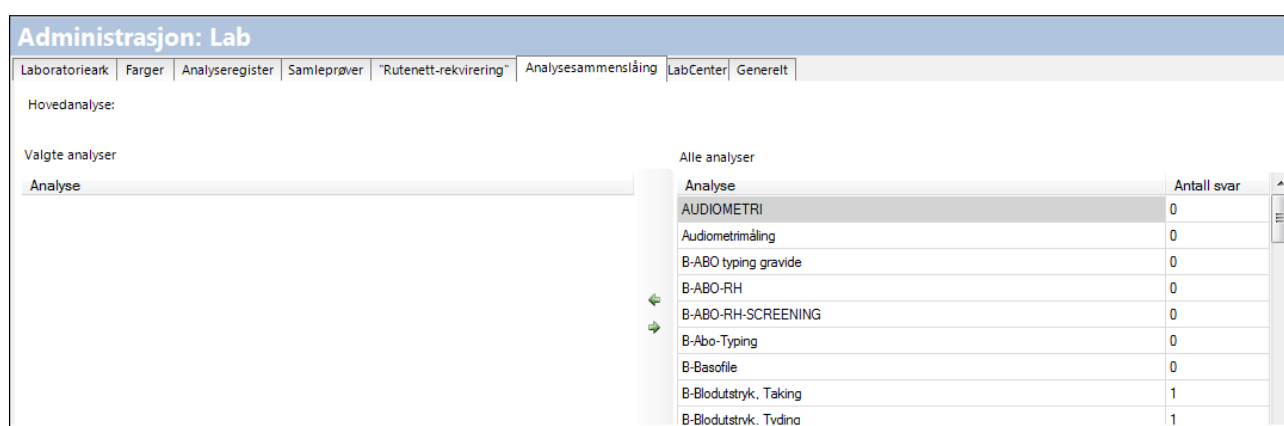 Administrasjon: Lab
Laboratorieark Farger Analyseregister Samleprøver "Rutenett-rekvirering" Analysesammenslåing LabCenter Generelt
Hovedanalyse:
Valgte analyser Alle analyser
Analyse Analyse Antall svar
AUDIOMETRI 0
Audiometrimåling 0
B-ABO typing gravide 0
B-ABO-RH 0
B-ABO-RH-SCREENING 0
B-Abo-Typing 0
B-Basofile 0
B-Blodutstryk, Taking 1
B-Blodutstryk, Tyding 1